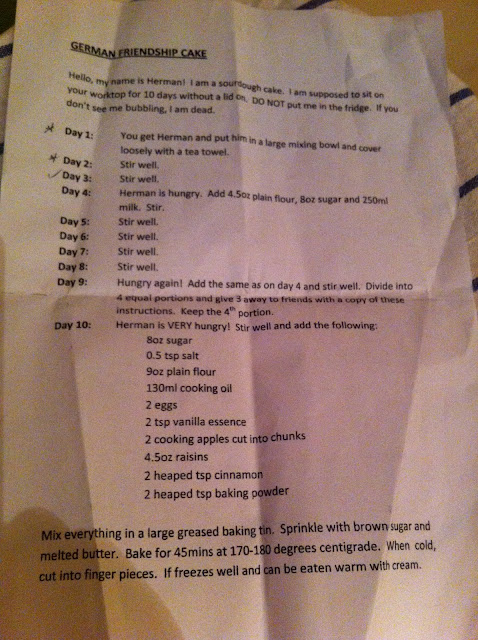 GERMAN FRIENDSHIP CAKE
Hello, my name is Herman! I am a sourdough cake. I am supposed to sit on
your worktop for 10 days without a lid on. DO NOT put me in the fridge. If you
don't see me bubbling, I am dead.
Day 1: You get Herman and put him in a large mixing bowl and cover
loosely with a tea towel.
Day 2: Stir well.
Day 3: Stir well.
Day 4: Herman is hungry. Add 4.5oz plain flour, 8oz sugar and 250ml
milk. Stir.
Day 5: Stir well.
Day 6: Stir well.
Day 7: Stir well.
Day 8: Stir well.
Day 9: Hungry again! Add the same as on day 4 and stir well. Divide into
4 equal portions and give 3 away to friends with a copy of these
instructions. Keep the 4th portion.
Day 10: Herman is VERY hungry! Stir well and add the following:
8oz sugar
0.5 tsp salt
9oz plain flour
130ml cooking oil
2 eggs
2 tsp vanilla essence
2 cooking apples cut into chunks
4.5oz raisins
2 heaped tsp cinnamon
2 heaped tsp baking powder
Mix everything in a large greased baking tin. Sprinkle with brown sugar and
melted butter. Bake for 45mins at 170-180 degrees centigrade. When cold,
cut into finger pieces. If freezes well and can be eaten warm with cream.